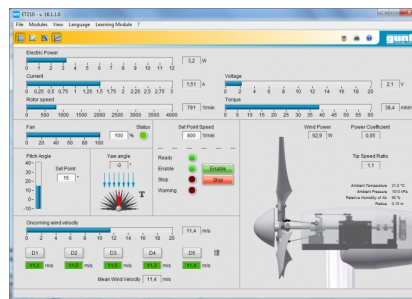 ET210 - v. 16.1.1.0
File Modules View Language Learning Module ?
gunt
Electric Power
3,2 W
0 1 2 3 4 5 6 7 8 9 10 11 12
Current
1,51 A
0 0,25 0,5 0,75 1 1,25 1,5 1,75 2 2,25 2,5 2,75 3
Voltage
2,1 V
0 2 4 6 8 10 12 14 16 18 20
Rotor speed
781 1/min
0 500 1000 1500 2000 2500 3000 3500 4000
Torque
38,4 mNm
0 5 10 15 20 25 30 35 40 45 50 55 60
Fan
Status
100 %
0 20 40 60 80 100
Set Point Speed
800 1/min
Wind Power
62,9 W
Power Coefficient
0,05
Tip Speed Ratio
1,1
Pitch Angle
40
30
20
10
0
-10
Set Point
15 °
Yaw angle
-0 °
Ready
Enable
Enable
Stop
Stop
Warning
Ambient Temperature 21,0 °C
Ambient Pressure 1013 hPa
Relative Humidity of Air 50 %
Oncoming wind velocity
11,4 m/s
0 2 4 6 8 10 12 14 16 18 20
D1 D2 D3 D4 D5
11,3 m/s 11,5 m/s 11,5 m/s 11,3 m/s 11,4 m/s
Mean Wind Velocity 11,4 m/s